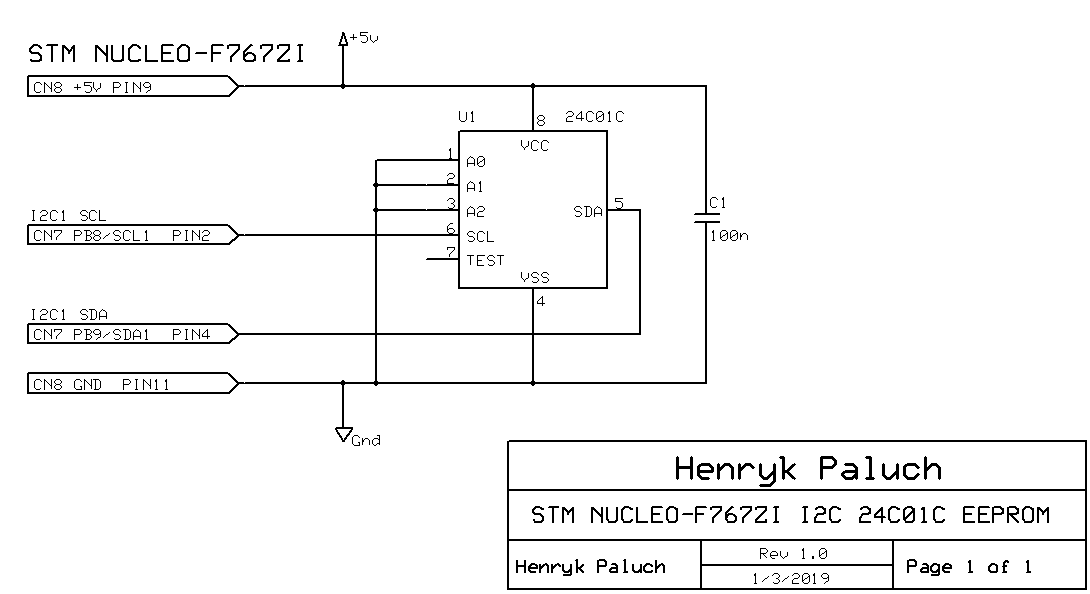 +5v
STM NUCLEO-F767ZI
CN8 +5V PIN9
U1
8
24C01C
VCC
1
A0
2
A1
3
A2
SDA
5
C1
I2C1 SCL
CN7 PB8/SCL1 PIN2
6
SCL
100n
7
TEST
VSS
4
I2C1 SDA
CN7 PB9/SDA1 PIN4
CN8 GND PIN11
Gnd
Henryk Paluch
STM NUCLEO-F767ZI I2C 24C01C EEPROM
Henryk Paluch
Rev 1.0
1/3/2019
Page 1 of 1